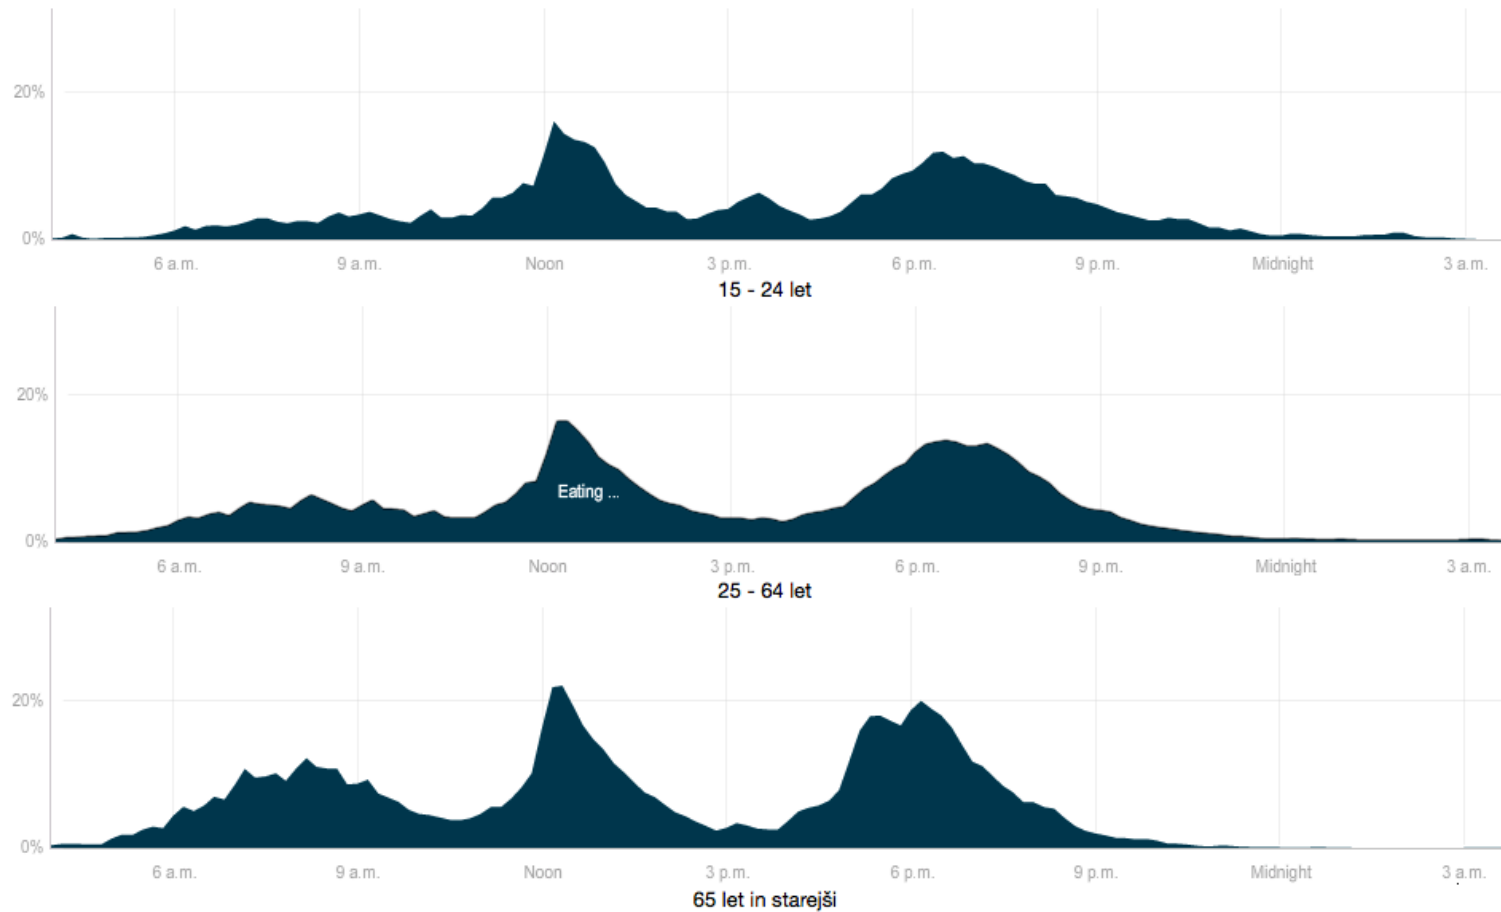 20%
0%
6 a.m. 9 a.m. Noon 3 p.m. 6 p.m. 9 p.m. Midnight 3 a.m.
15 - 24 let
20%
Eating ...
0%
6 a.m. 9 a.m. Noon 3 p.m. 6 p.m. 9 p.m. Midnight 3 a.m.
25 - 64 let
20%
0%
6 a.m. 9 a.m. Noon 3 p.m. 6 p.m. 9 p.m. Midnight 3 a.m.
65 let in starejši